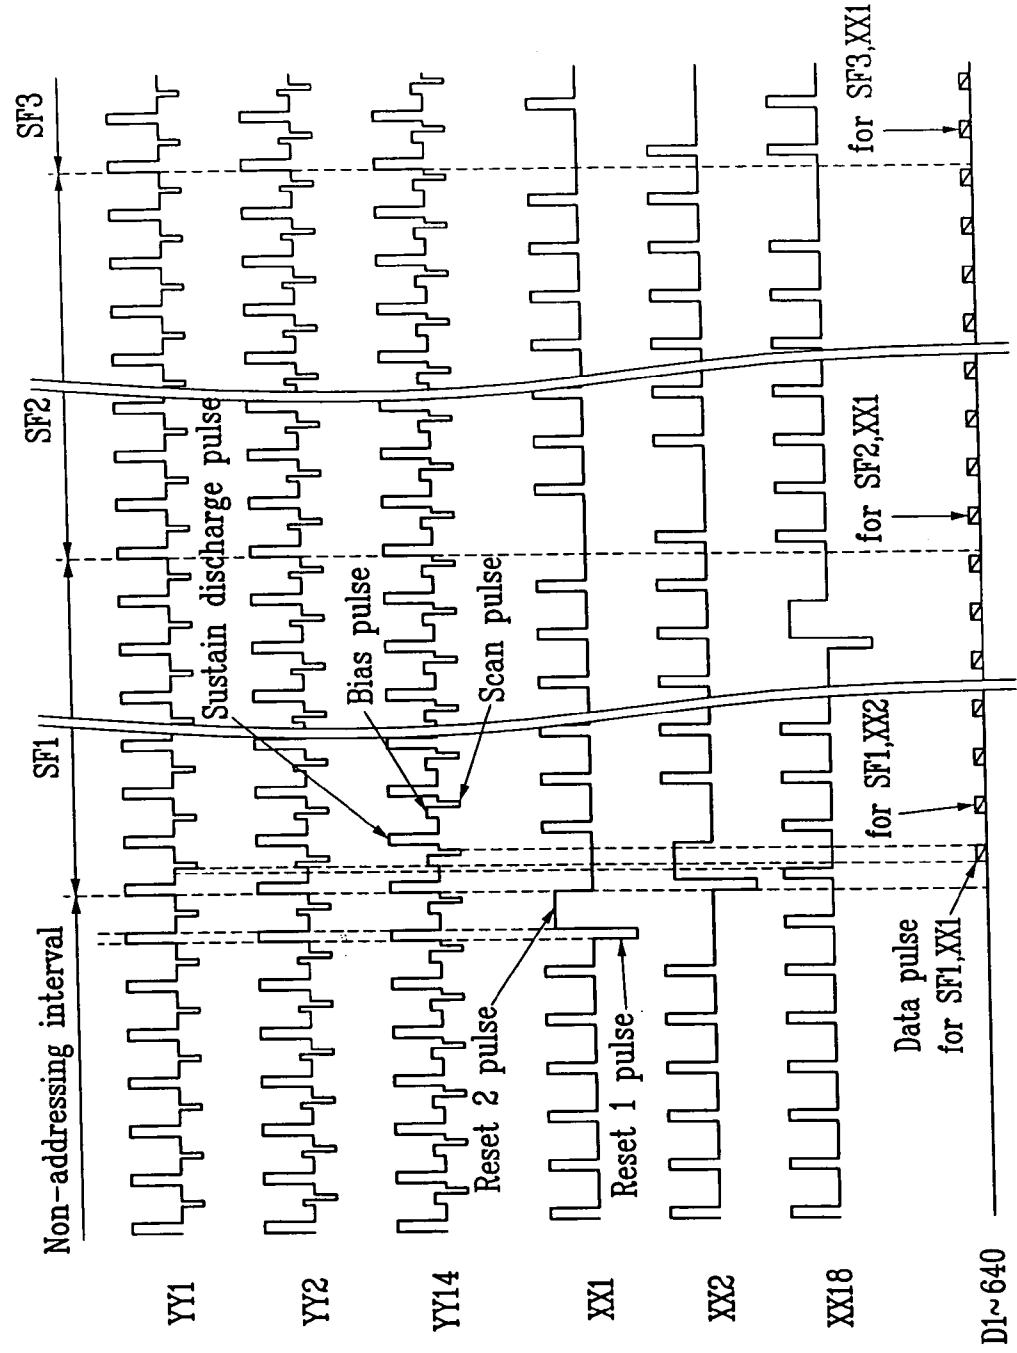 Non-addressing interval
SF1
SF2
SF3
YY1
YY2
YY14
XX1
XX2
XX18
D1~640
Sustain discharge pulse
Bias pulse
Scan pulse
Reset 2 pulse
Reset 1 pulse
Data pulse
for SF1,XX1
for SF1,XX2
for SF2,XX1
for SF3,XX1